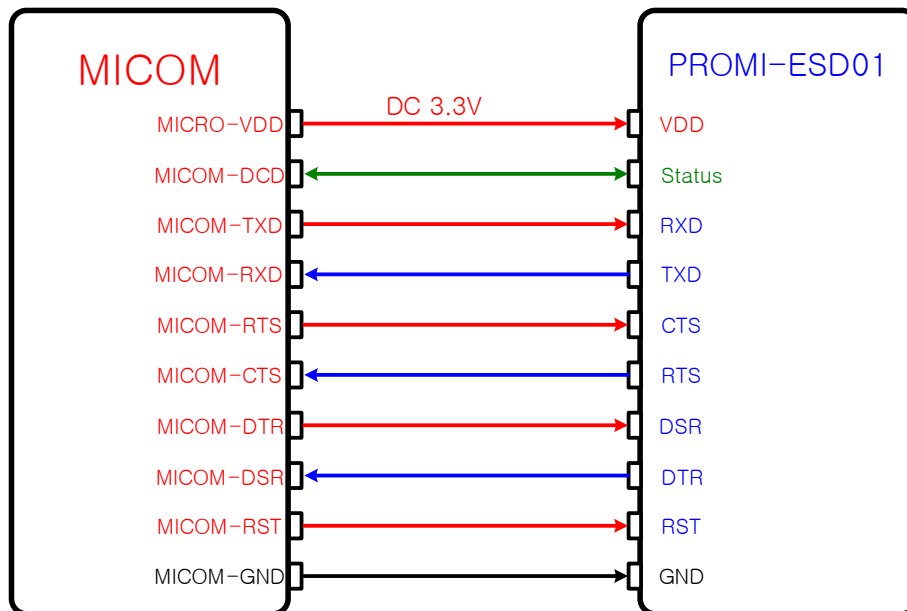 MICOM
PROMI-ESD01
DC 3.3V
MICRO-VDD VDD
MICOM-DCD Status
MICOM-TXD RXD
MICOM-RXD TXD
MICOM-RTS CTS
MICOM-CTS RTS
MICOM-DTR DSR
MICOM-DSR DTR
MICOM-RST RST
MICOM-GND GND